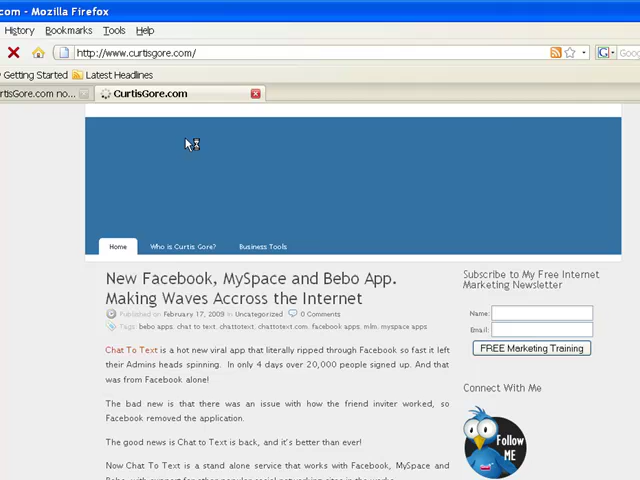 com - Mozilla Firefox
History Bookmarks Tools Help
http://www.curtisgore.com/
G
Getting Started Latest Headlines
rtisGore.com no... CurtisGore.com
Home Who is Curtis Gore? Business Tools
New Facebook, MySpace and Bebo App.
Making Waves Accross the Internet
Published on February 17, 2009 in Uncategorized 0 Comments
Tags: bebo apps, chat to text, chattotext, chattotext.com, facebook apps, mlm, myspace apps
Chat To Text is a hot new viral app that literally ripped through Facebook so fast it left
their Admins heads spinning. In only 4 days over 20,000 people signed up. And that
was from Facebook alone!
The bad new is that there was an issue with how the friend inviter worked, so
Facebook removed the application.
The good news is Chat to Text is back, and it's better than ever!
Now Chat To Text is a stand alone service that works with Facebook, MySpace and
Subscribe to My Free Internet
Marketing Newsletter
Name:
Email:
FREE Marketing Training
Connect With Me
Follow
ME